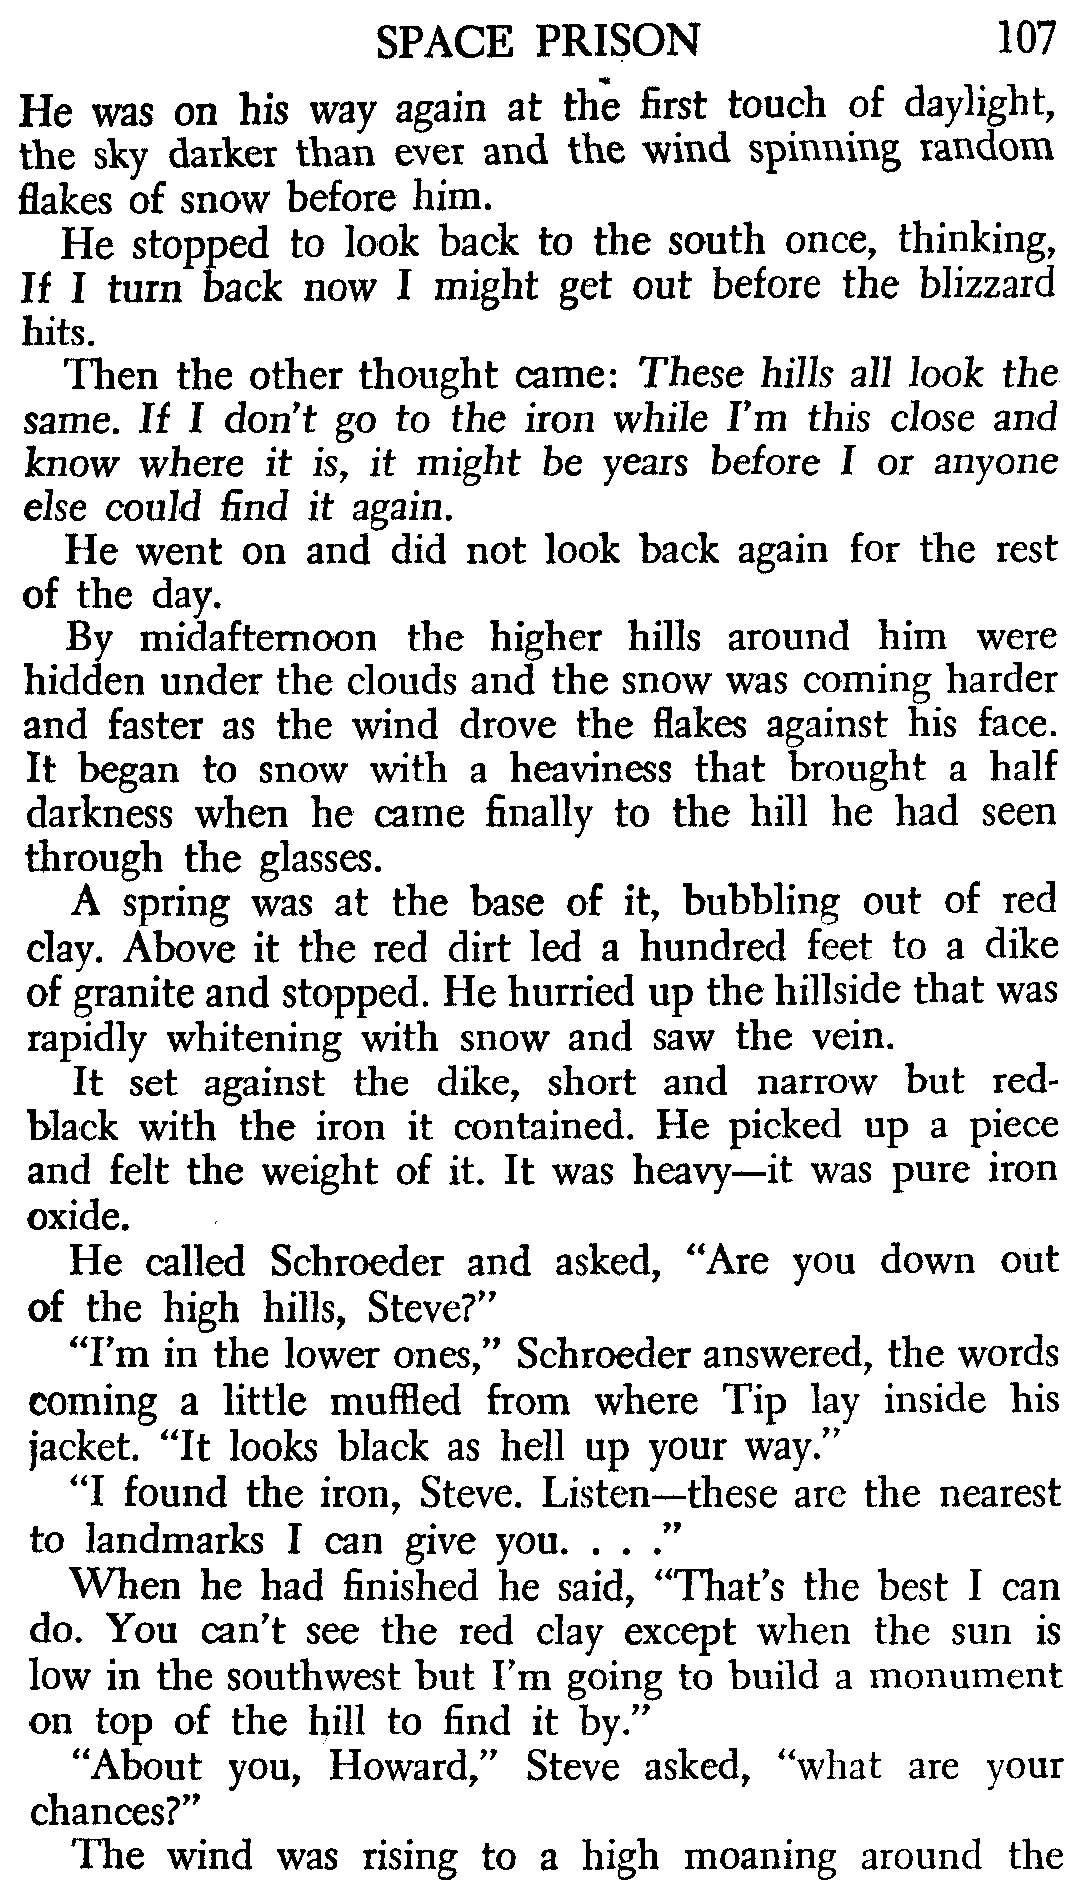 SPACE PRISON 107
He was on his way again at the first touch of daylight,
the sky darker than ever and the wind spinning random
flakes of snow before him.
He stopped to look back to the south once, thinking,
If I turn back now I might get out before the blizzard
hits.
Then the other thought came: These hills all look the
same. If I don't go to the iron while I'm this close and
know where it is, it might be years before I or anyone
else could find it again.
He went on and did not look back again for the rest
of the day.
By midafternoon the higher hills around him were
hidden under the clouds and the snow was coming harder
and faster as the wind drove the flakes against his face.
It began to snow with a heaviness that brought a half
darkness when he came finally to the hill he had seen
through the glasses.
A spring was at the base of it, bubbling out of red
clay. Above it the red dirt led a hundred feet to a dike
of granite and stopped. He hurried up the hillside that was
rapidly whitening with snow and saw the vein.
It set against the dike, short and narrow but red-
black with the iron it contained. He picked up a piece
and felt the weight of it. It was heavy—it was pure iron
oxide.
He called Schroeder and asked, “Are you down out
of the high hills, Steve?”
“I'm in the lower ones,” Schroeder answered, the words
coming a little muffled from where Tip lay inside his
jacket. “It looks black as hell up your way.”
“I found the iron, Steve. Listen—these are the nearest
to landmarks I can give you. . . .”
When he had finished he said, “That's the best I can
do. You can't see the red clay except when the sun is
low in the southwest but I'm going to build a monument
on top of the hill to find it by.”
“About you, Howard,” Steve asked, “what are your
chances?”
The wind was rising to a high moaning around the